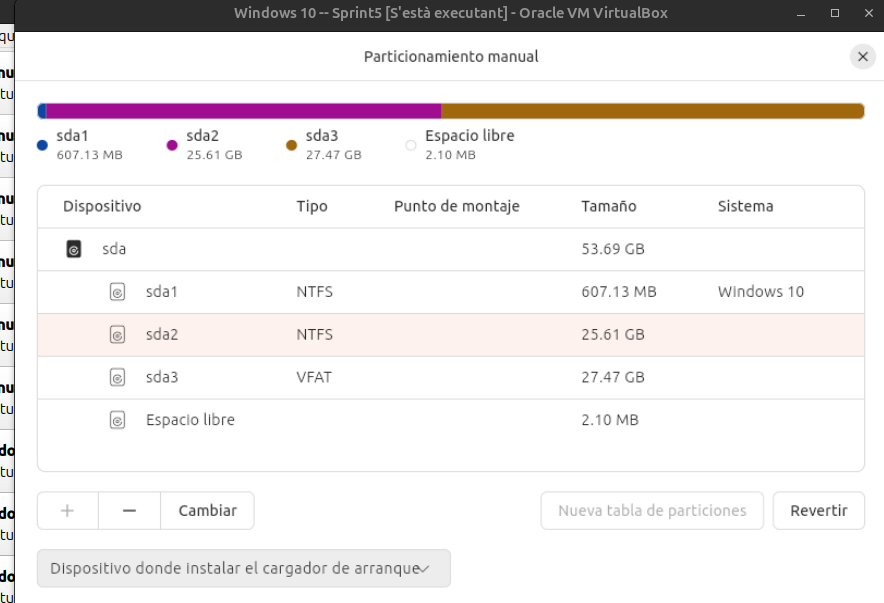 Windows 10 -- Sprint5 [S'està executant] - Oracle VM VirtualBox
Particionamiento manual
sda1 sda2 sda3 Espacio libre
607.13 MB 25.61 GB 27.47 GB 2.10 MB
Dispositivo Tipo Punto de montaje Tamaño Sistema
sda 53.69 GB
sda1 NTFS 607.13 MB Windows 10
sda2 NTFS 25.61 GB
sda3 VFAT 27.47 GB
Espacio libre 2.10 MB
+ − Cambiar Nueva tabla de particiones Revertir
Dispositivo donde instalar el cargador de arranque